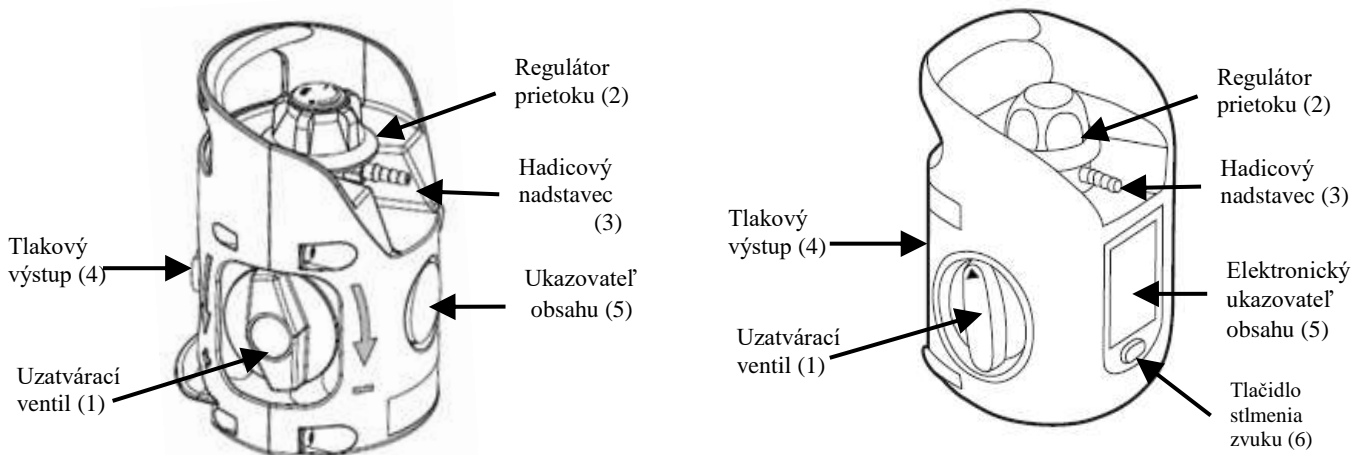 Regulátor
prietoku (2)
Hadicový
nadstavec
(3)
Tlakový
výstup (4)
Ukazovateľ
obsahu (5)
Uzatvárací
ventil (1)
Regulátor
prietoku (2)
Hadicový
nadstavec (3)
Tlakový
výstup (4)
Elektronický
ukazovateľ
obsahu (5)
Uzatvárací
ventil (1)
Tlačidlo
stlmenia
zvuku (6)